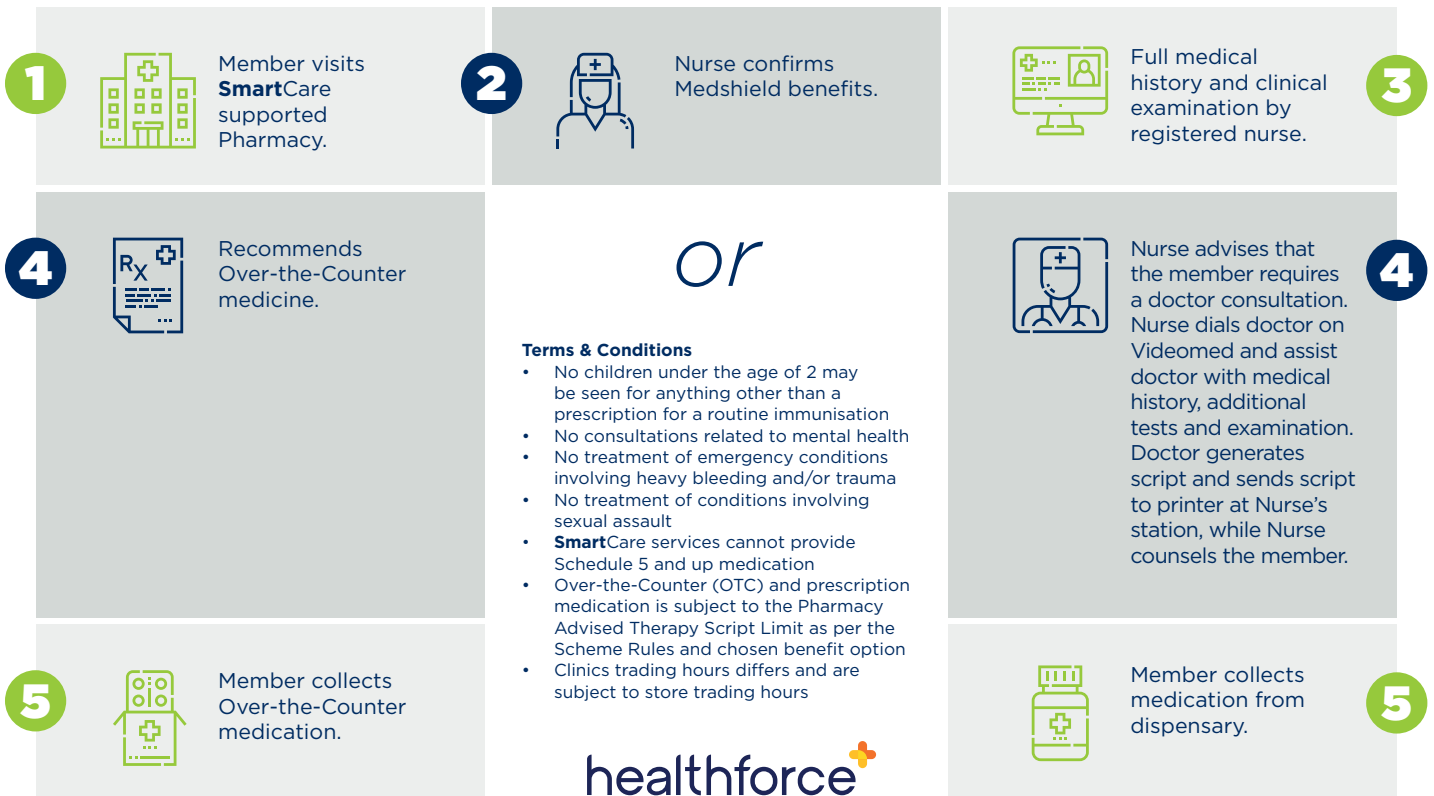 1
Member visits
SmartCare
supported
Pharmacy.
2
Nurse confirms
Medshield benefits.
3
Full medical
history and clinical
examination by
registered nurse.
4
RX
Recommends
Over-the-Counter
medicine.
or
4
Nurse advises that
the member requires
a doctor consultation.
Nurse dials doctor on
Videomed and assist
doctor with medical
history, additional
tests and examination.
Doctor generates
script and sends script
to printer at Nurse's
station, while Nurse
counsels the member.
Terms & Conditions
• No children under the age of 2 may
be seen for anything other than a
prescription for a routine immunisation
• No consultations related to mental health
• No treatment of emergency conditions
involving heavy bleeding and/or trauma
• No treatment of conditions involving
sexual assault
• SmartCare services cannot provide
Schedule 5 and up medication
• Over-the-Counter (OTC) and prescription
medication is subject to the Pharmacy
Advised Therapy Script Limit as per the
Scheme Rules and chosen benefit option
• Clinics trading hours differs and are
subject to store trading hours
5
Member collects
Over-the-Counter
medication.
5
Member collects
medication from
dispensary.
healthforce